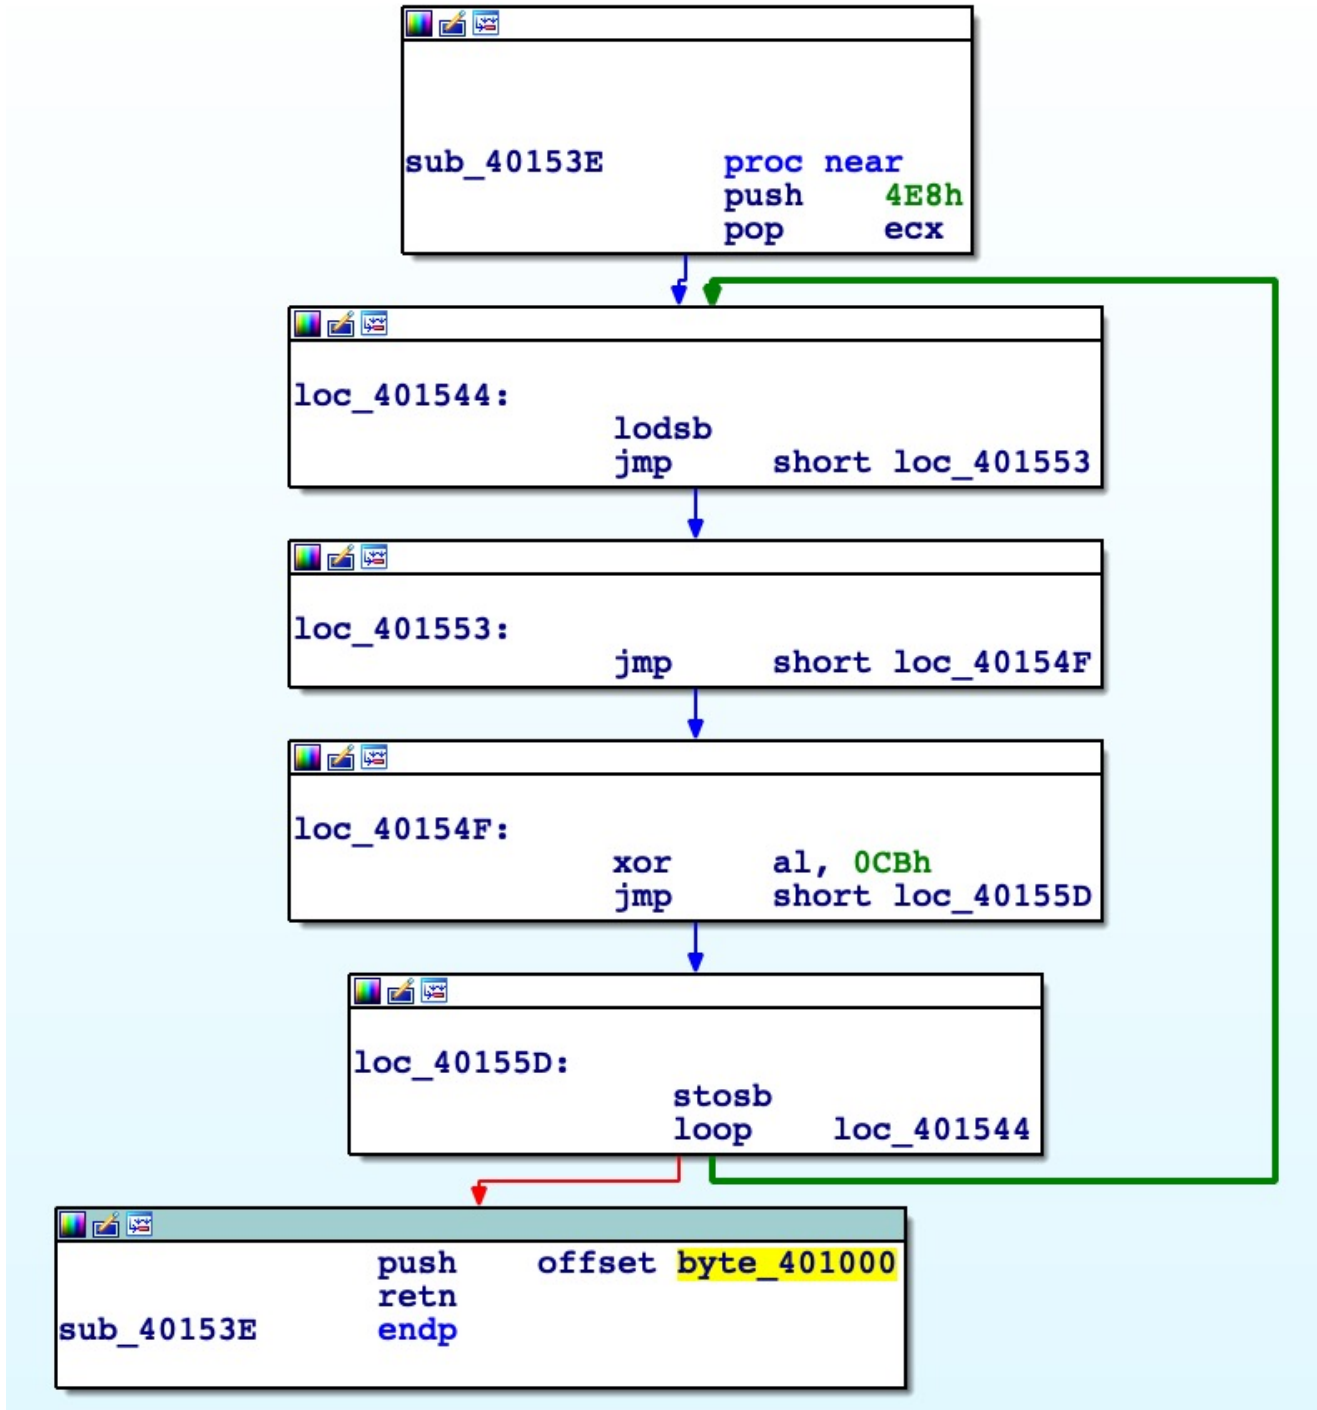 sub_40153E proc near
push 4E8h
pop ecx
loc_401544:
lodsb
jmp short loc_401553
loc_401553:
jmp short loc_40154F
loc_40154F:
xor al, 0CBh
jmp short loc_40155D
loc_40155D:
stosb
loop loc_401544
push offset byte_401000
retn
sub_40153E endp